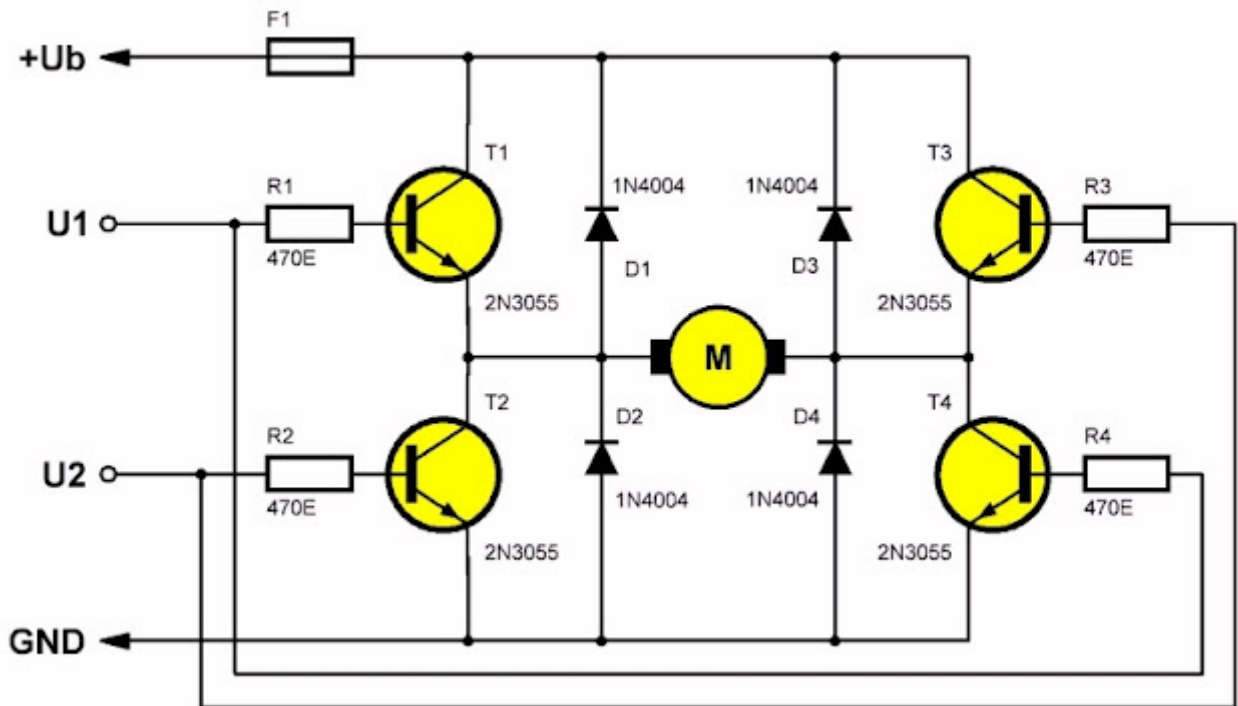 F1
+Ub
T1
T3
R1
1N4004
1N4004
R3
U1
470E
D1
D3
470E
2N3055
2N3055
M
T2
D2
D4
T4
R2
R4
U2
470E
1N4004
1N4004
470E
2N3055
2N3055
GND